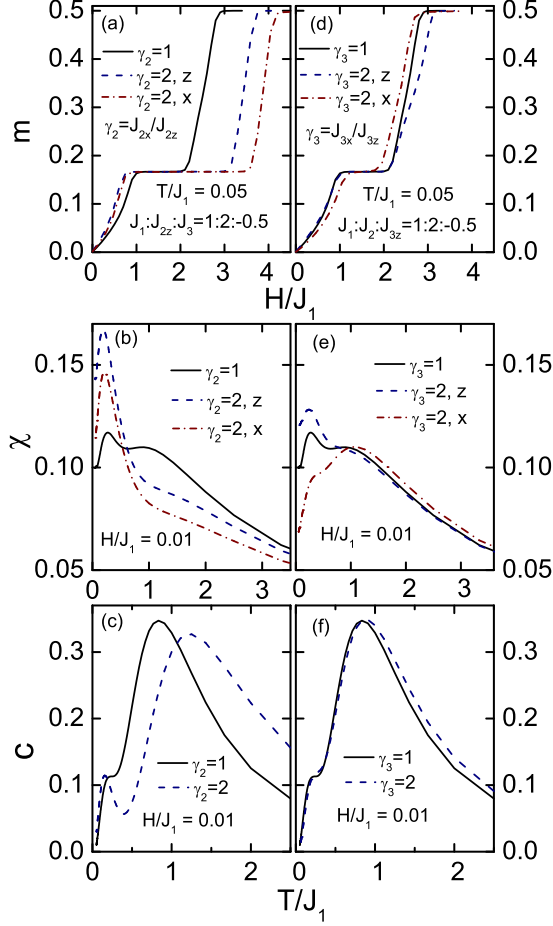 (a)
γ₂=1
γ₂=2, z
γ₂=2, x
γ₂=J₂ₓ/J₂z
T/J₁ = 0.05
J₁:J₂z:J₃=1:2:-0.5
0.5
0.4
0.3
0.2
0.1
0.0
m
0 1 2 3 4
(d)
γ₃=1
γ₃=2, z
γ₃=2, x
γ₃=J₃ₓ/J₃z
T/J₁ = 0.05
J₁:J₂:J₃z=1:2:-0.5
0.5
0.4
0.3
0.2
0.1
0.0
0 1 2 3 4
H/J₁
(b)
γ₂=1
γ₂=2, z
γ₂=2, x
H/J₁ = 0.01
0.15
0.10
0.05
χ
0 1 2 3
(e)
γ₃=1
γ₃=2, z
γ₃=2, x
H/J₁ = 0.01
0.15
0.10
0.05
0 1 2 3
(c)
γ₂=1
γ₂=2
H/J₁ = 0.01
0.3
0.2
0.1
0.0
c
0 1 2
(f)
γ₃=1
γ₃=2
H/J₁ = 0.01
0.3
0.2
0.1
0.0
0 1 2
T/J₁